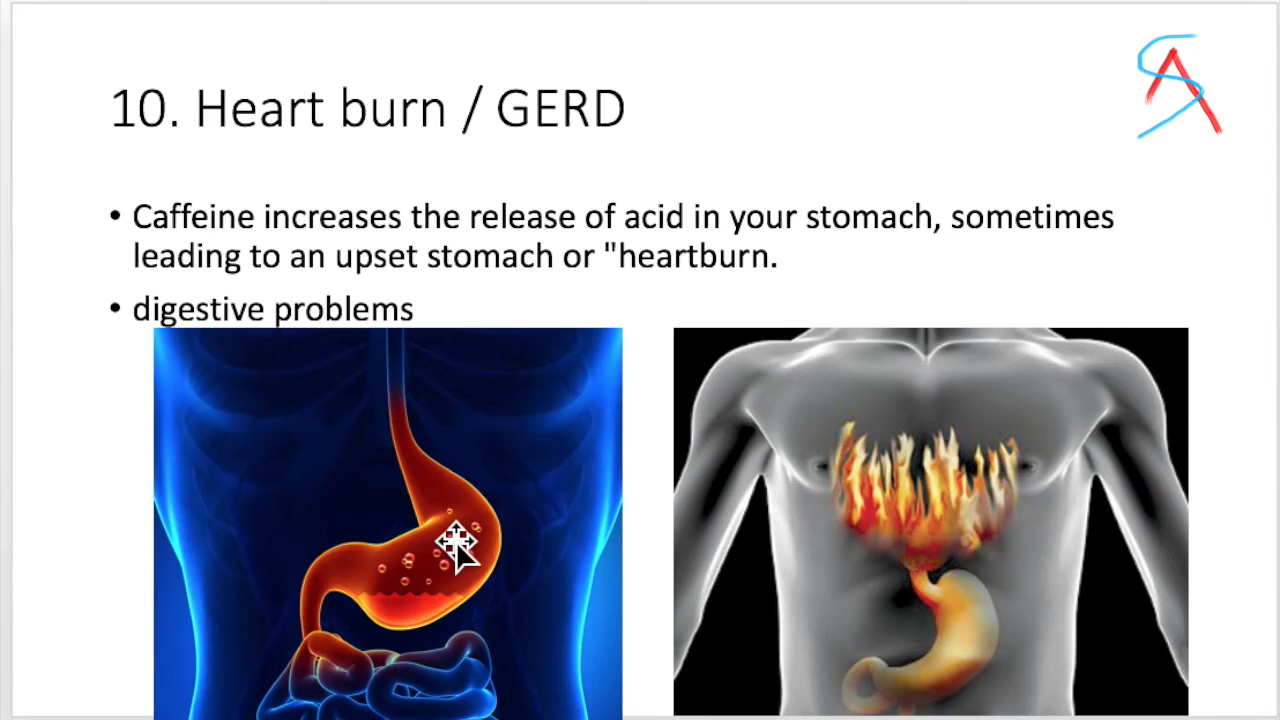 10. Heart burn / GERD
SA
• Caffeine increases the release of acid in your stomach, sometimes
leading to an upset stomach or "heartburn.
• digestive problems